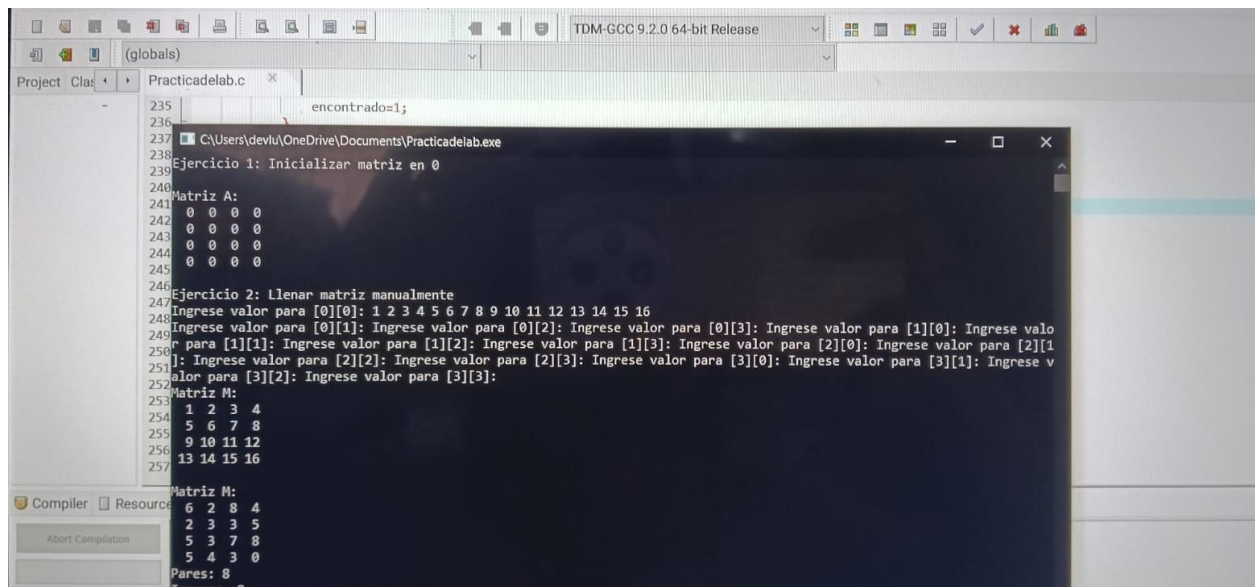 TDM-GCC 9.2.0 64-bit Release
(globals)
Project Clas Practicadelab.c
235 encontrado=1;
236 }
237
C:\Users\devlu\OneDrive\Documents\Practicadelab.exe
238
Ejercicio 1: Inicializar matriz en 0
239
240
Matriz A:
241
0 0 0 0
242
0 0 0 0
243
0 0 0 0
244
0 0 0 0
245
246
Ejercicio 2: Llenar matriz manualmente
247
Ingrese valor para [0][0]: 1 2 3 4 5 6 7 8 9 10 11 12 13 14 15 16
248
Ingrese valor para [0][1]: Ingrese valor para [0][2]: Ingrese valor para [0][3]: Ingrese valor para [1][0]: Ingrese valo
249
r para [1][1]: Ingrese valor para [1][2]: Ingrese valor para [1][3]: Ingrese valor para [2][0]: Ingrese valor para [2][1
250
]: Ingrese valor para [2][2]: Ingrese valor para [2][3]: Ingrese valor para [3][0]: Ingrese valor para [3][1]: Ingrese v
251
alor para [3][2]: Ingrese valor para [3][3]:
252
Matriz M:
253
1 2 3 4
254
5 6 7 8
255
9 10 11 12
256
13 14 15 16
257
Matriz M:
Compiler Resource
6 2 8 4
2 3 3 5
Abort Compilation
5 3 7 8
5 4 3 0
Pares: 8